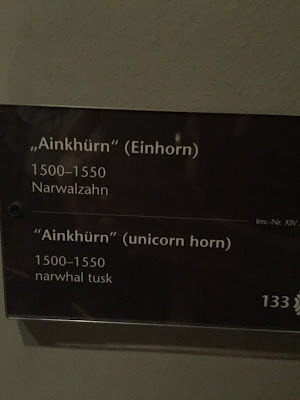 „Ainkhürn“ (Einhorn)
1500–1550
Narwalzahn
Inv.-Nr. XIV
“Ainkhürn” (unicorn horn)
1500–1550
narwhal tusk
133